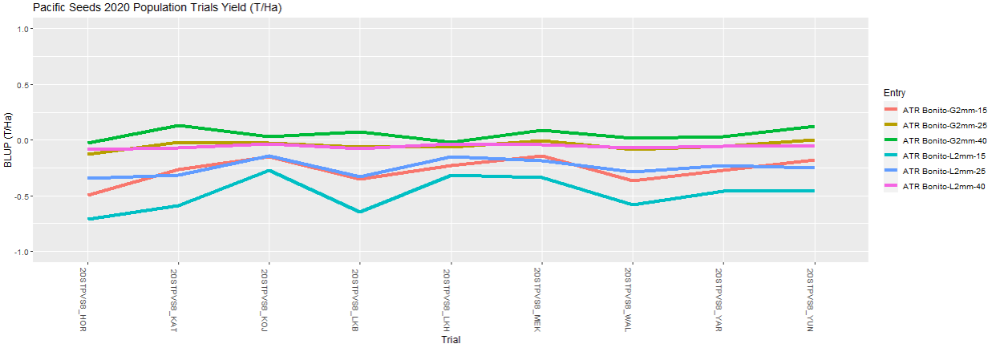 Pacific Seeds 2020 Population Trials Yield (T/Ha)
BLUP (T/Ha)
1.0
0.5
0.0
-0.5
-1.0
20STPVS8_HOR
20STPVS8_KAT
20STPVS8_KOJ
20STPVS8_LKB
20STPVS8_LKH
20STPVS8_MEK
20STPVS8_WAL
20STPVS8_YAR
20STPVS8_YUN
Trial
Entry
ATR Bonito-G2mm-15
ATR Bonito-G2mm-25
ATR Bonito-G2mm-40
ATR Bonito-L2mm-15
ATR Bonito-L2mm-25
ATR Bonito-L2mm-40